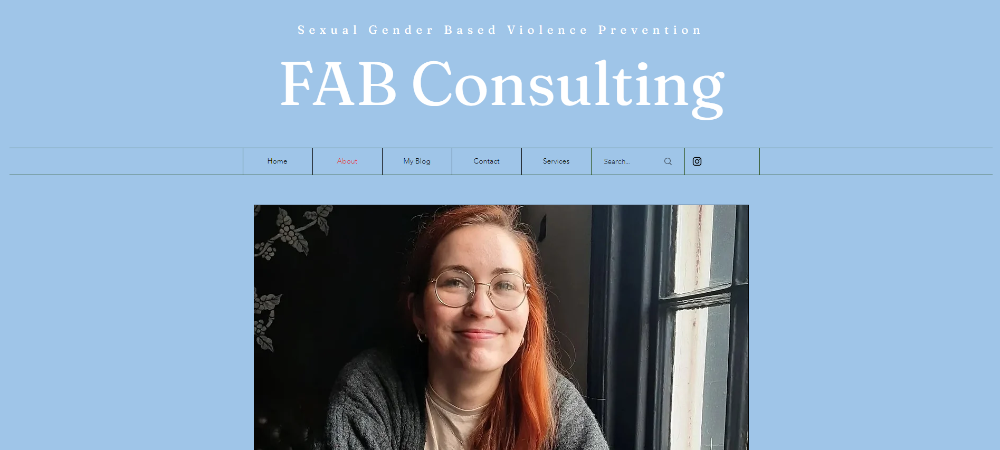 Sexual Gender Based Violence Prevention
FAB Consulting
Home About My Blog Contact Services Search...